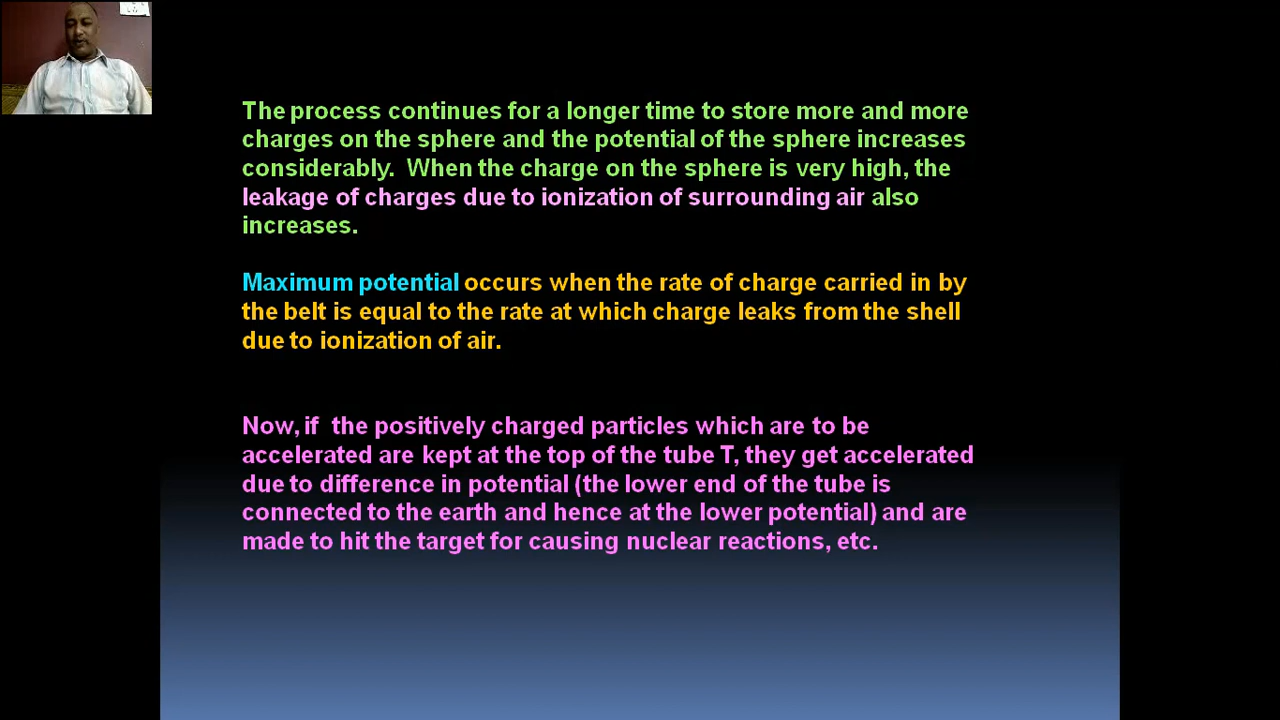 The process continues for a longer time to store more and more
charges on the sphere and the potential of the sphere increases
considerably. When the charge on the sphere is very high, the
leakage of charges due to ionization of surrounding air also
increases.
Maximum potential occurs when the rate of charge carried in by
the belt is equal to the rate at which charge leaks from the shell
due to ionization of air.
Now, if the positively charged particles which are to be
accelerated are kept at the top of the tube T, they get accelerated
due to difference in potential (the lower end of the tube is
connected to the earth and hence at the lower potential) and are
made to hit the target for causing nuclear reactions, etc.